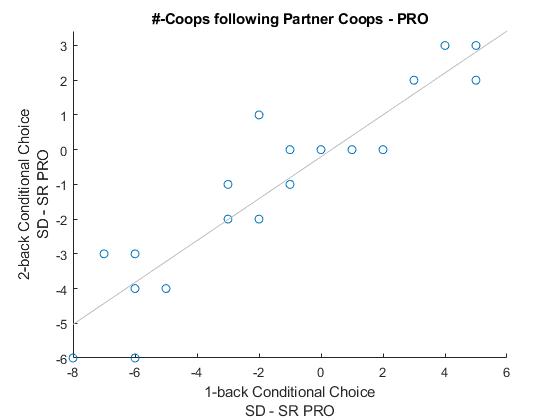 #-Coops following Partner Coops - PRO
3
2
1
0
-1
-2
-3
-4
-5
-6
2-back Conditional Choice
SD - SR PRO
-8 -6 -4 -2 0 2 4 6
1-back Conditional Choice
SD - SR PRO